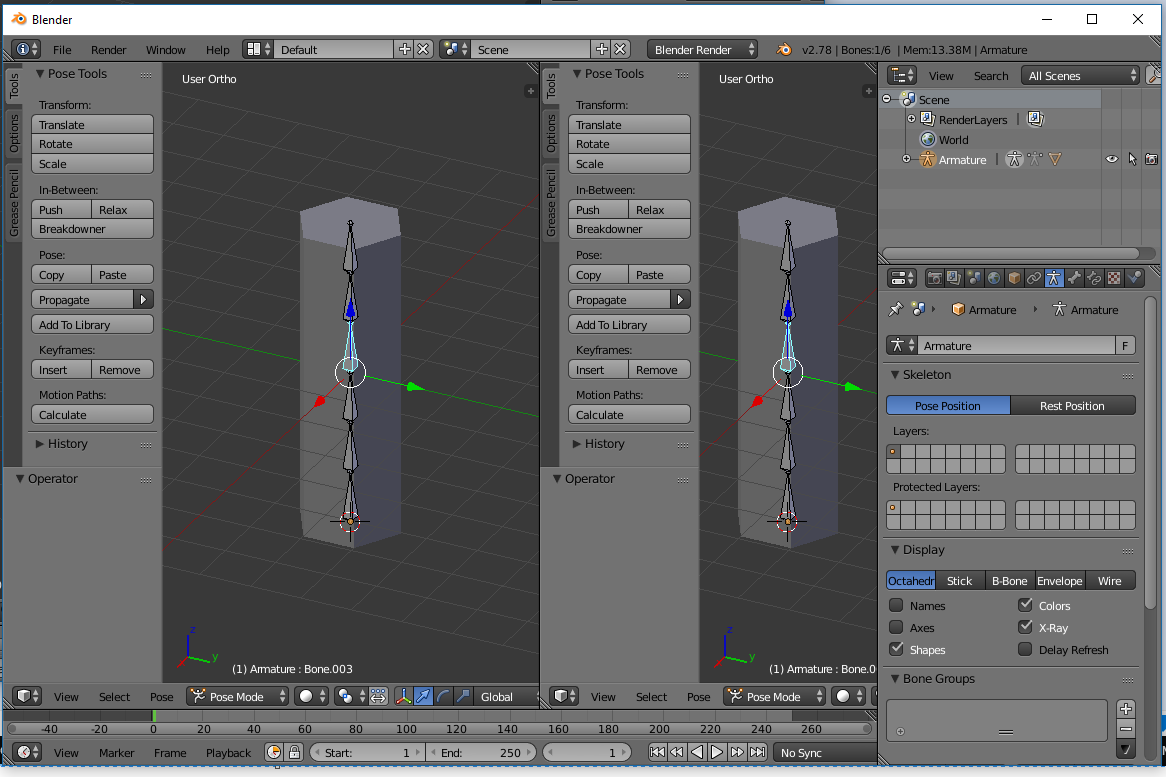 Blender
File Render Window Help Default Scene Blender Render v2.78 | Bones:1/6 | Mem:13.38M | Armature
Tools
Options
Grease Pencil
Pose Tools
Transform:
Translate
Rotate
Scale
In-Between:
Push Relax
Breakdowner
Pose:
Copy Paste
Propagate
Add To Library
Keyframes:
Insert Remove
Motion Paths:
Calculate
History
Operator
User Ortho
z
y
(1) Armature : Bone.003
View Select Pose Pose Mode Global
Tools
Options
Grease Pencil
Pose Tools
Transform:
Translate
Rotate
Scale
In-Between:
Push Relax
Breakdowner
Pose:
Copy Paste
Propagate
Add To Library
Keyframes:
Insert Remove
Motion Paths:
Calculate
History
Operator
User Ortho
z
y
(1) Armature : Bone.0
View Select Pose Pose Mode
-40 -20 0 20 40 60 80 100 120 140 160 180 200 220 240 260
View Marker Frame Playback Start: 1 End: 250 1 No Sync
View Search All Scenes
Scene
RenderLayers |
World
Armature |
Armature Armature
Armature F
Skeleton
Pose Position Rest Position
Layers:
Protected Layers:
Display
Octahedr Stick B-Bone Envelope Wire
Names Colors
Axes X-Ray
Shapes Delay Refresh
Bone Groups